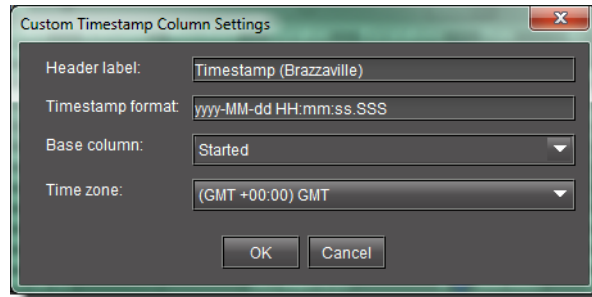 Custom Timestamp Column Settings
Header label: Timestamp (Brazzaville)
Timestamp format: yyyy-MM-dd HH:mm:ss.SSS
Base column: Started
Time zone: (GMT +00:00) GMT
OK Cancel